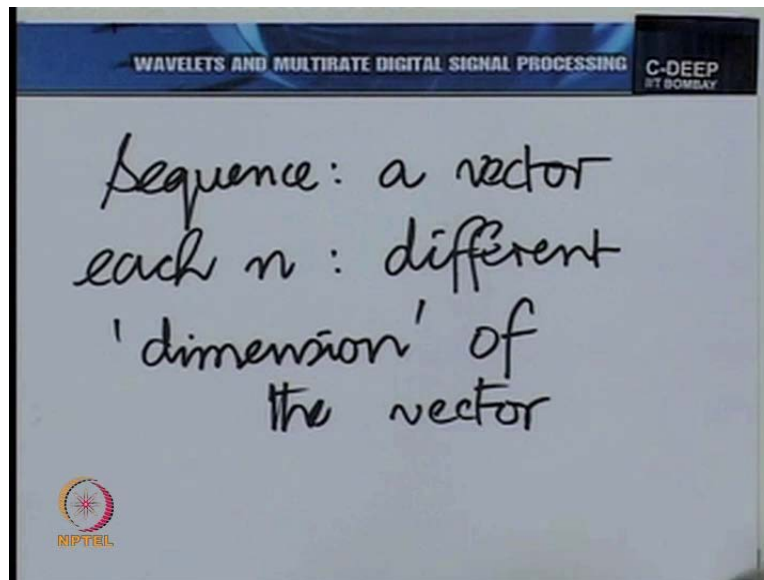 WAVELETS AND MULTIRATE DIGITAL SIGNAL PROCESSING
C-DEEP
IIT BOMBAY
Sequence: a vector
each n : different
'dimension' of
the vector
NPTEL